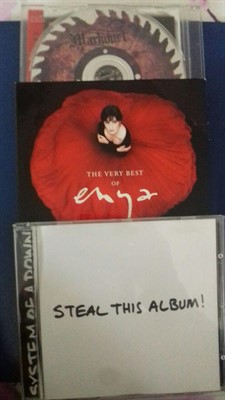 THE VERY BEST
OF
enya
SYSTEM OF A DOWN
STEAL THIS ALBUM!